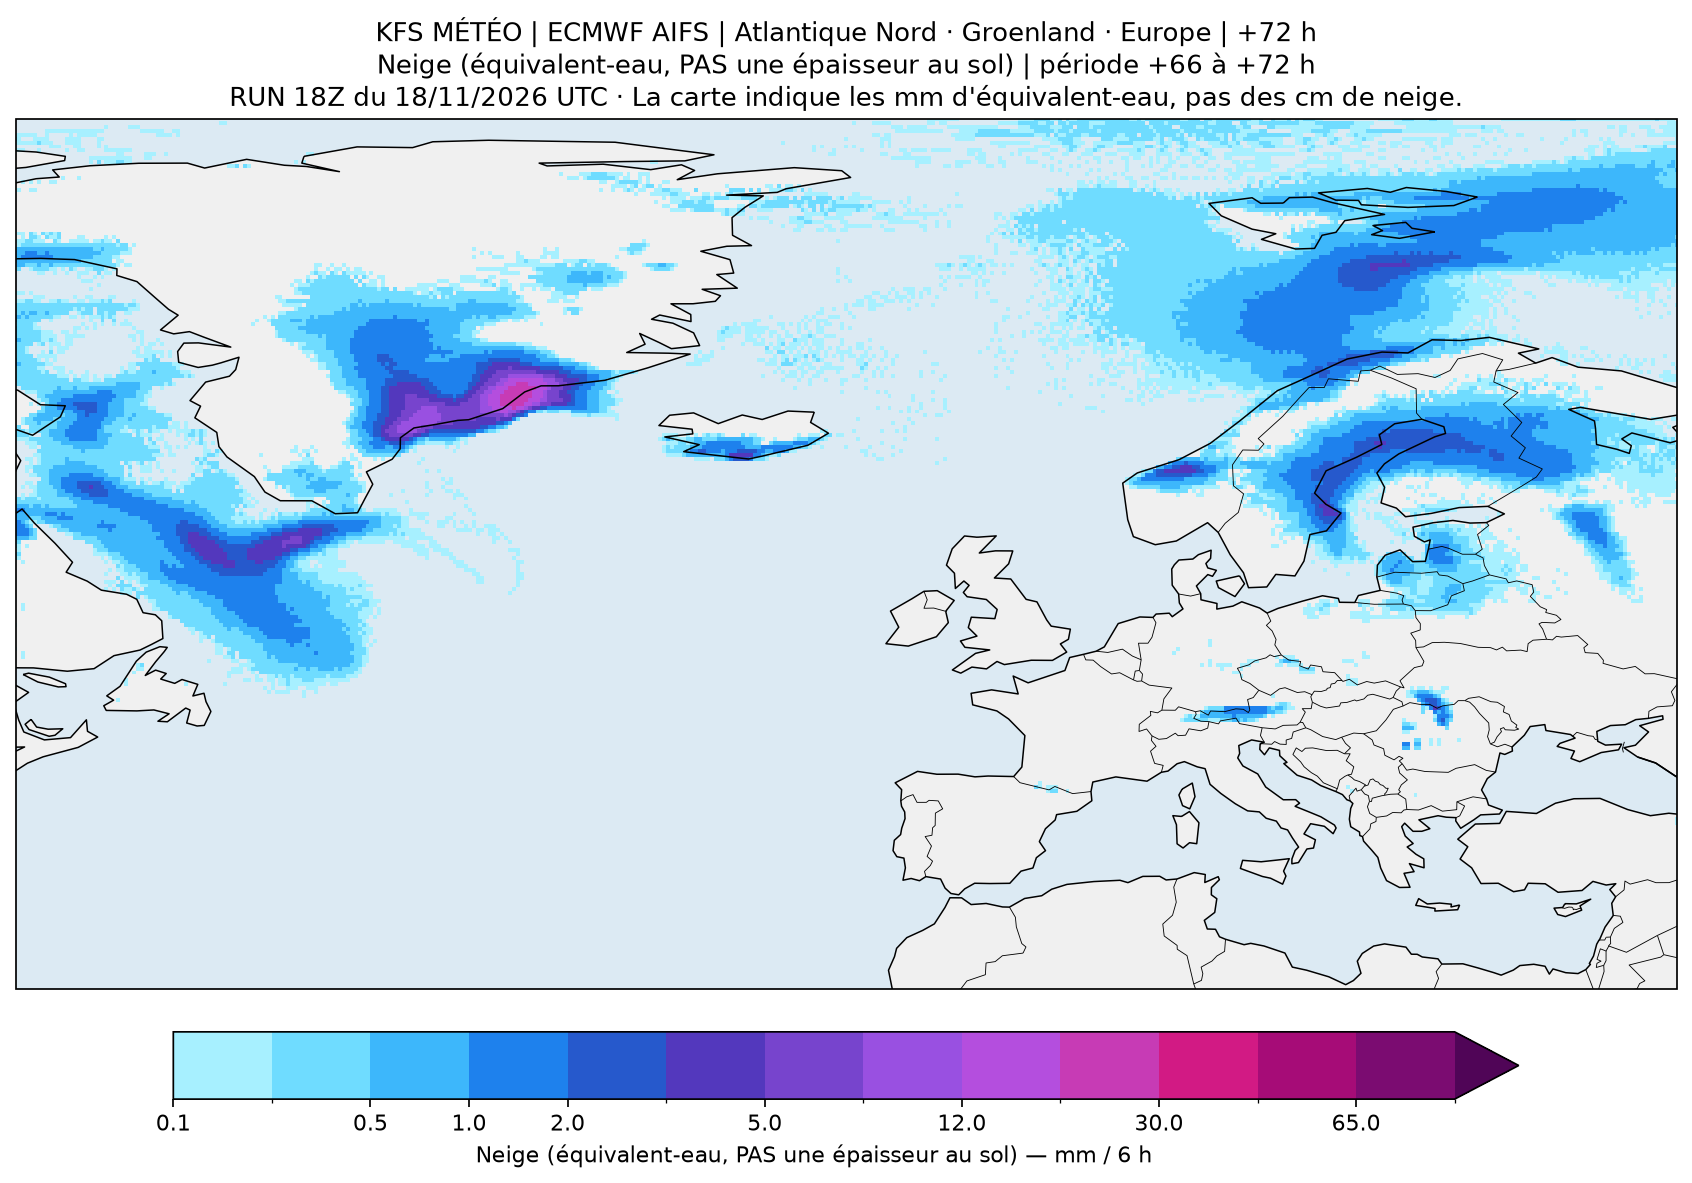 KFS MÉTÉO | ECMWF AIFS | Atlantique Nord · Groenland · Europe | +72 h
Neige (équivalent-eau, PAS une épaisseur au sol) | période +66 à +72 h
RUN 18Z du 18/11/2026 UTC · La carte indique les mm d'équivalent-eau, pas des cm de neige.
0.1 0.5 1.0 2.0 5.0 12.0 30.0 65.0
Neige (équivalent-eau, PAS une épaisseur au sol) — mm / 6 h